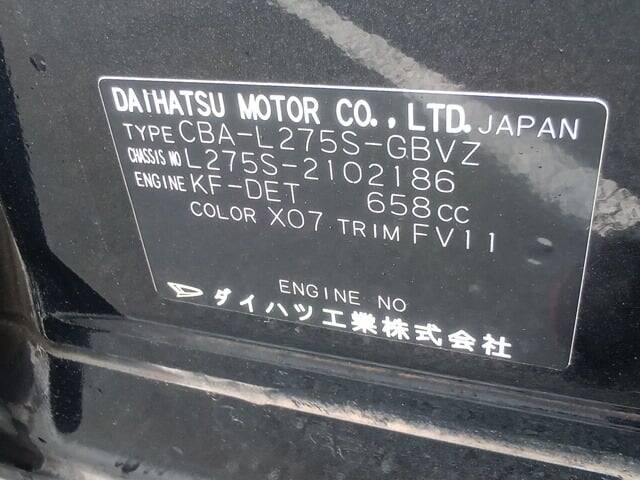 DAIHATSU MOTOR CO., LTD. JAPAN
TYPE CBA-L275S-GBVZ
CHASSIS NO L275S-2102186
ENGINE KF-DET 658CC
COLOR X07 TRIM FV11
ENGINE NO
ダイハツ工業株式会社